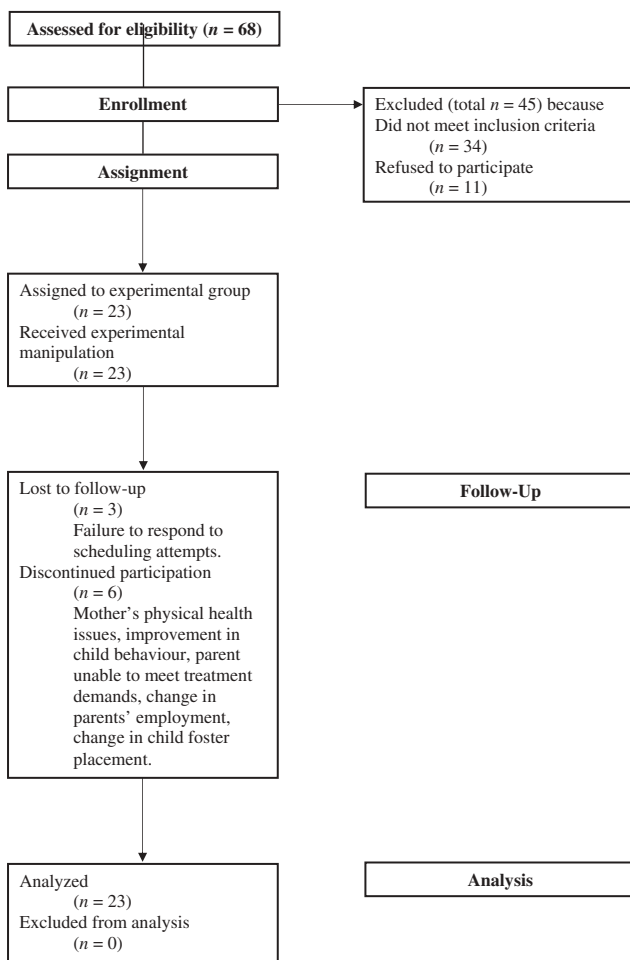 Assessed for eligibility (n = 68)
Enrollment
Excluded (total n = 45) because
Did not meet inclusion criteria
(n = 34)
Refused to participate
(n = 11)
Assignment
Assigned to experimental group
(n = 23)
Received experimental
manipulation
(n = 23)
Lost to follow-up
(n = 3)
Failure to respond to
scheduling attempts.
Discontinued participation
(n = 6)
Mother's physical health
issues, improvement in
child behaviour, parent
unable to meet treatment
demands, change in
parents' employment,
change in child foster
placement.
Follow-Up
Analyzed
(n = 23)
Excluded from analysis
(n = 0)
Analysis